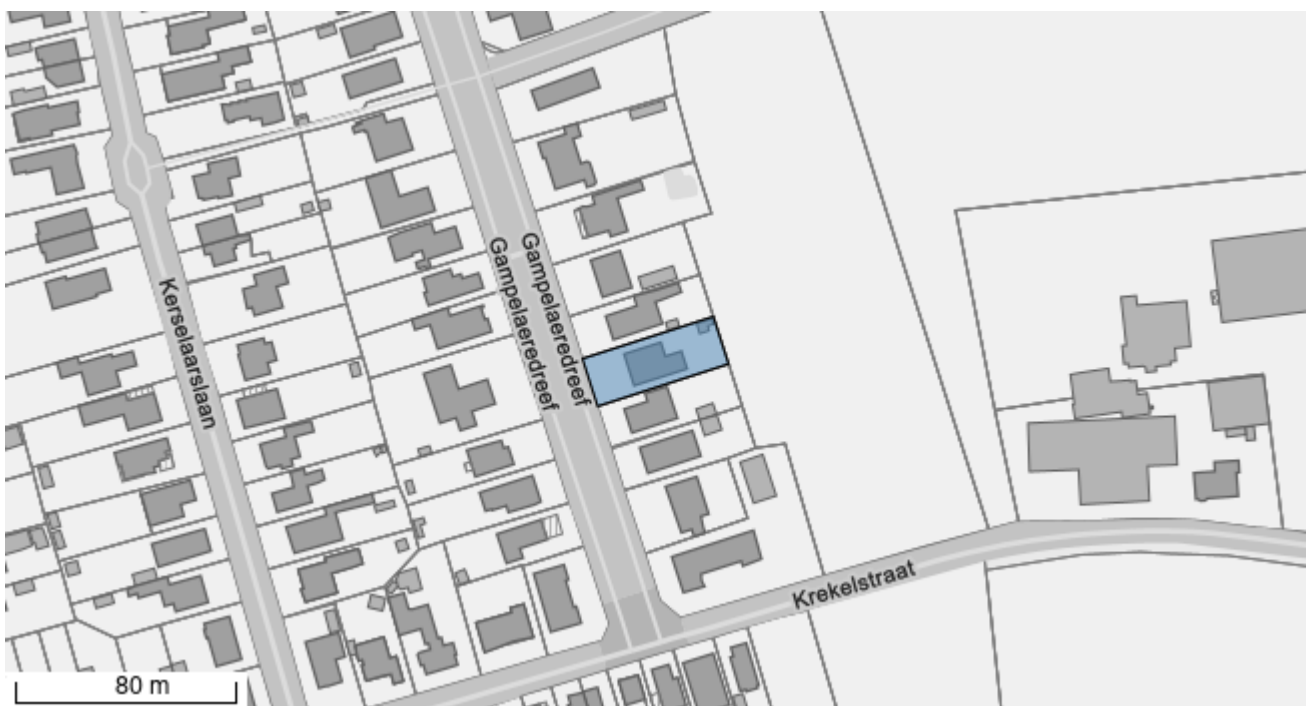 Gampelaeredreef
Gampelaeredreef
Kerselaarslaan
Krekelstraat
80 m